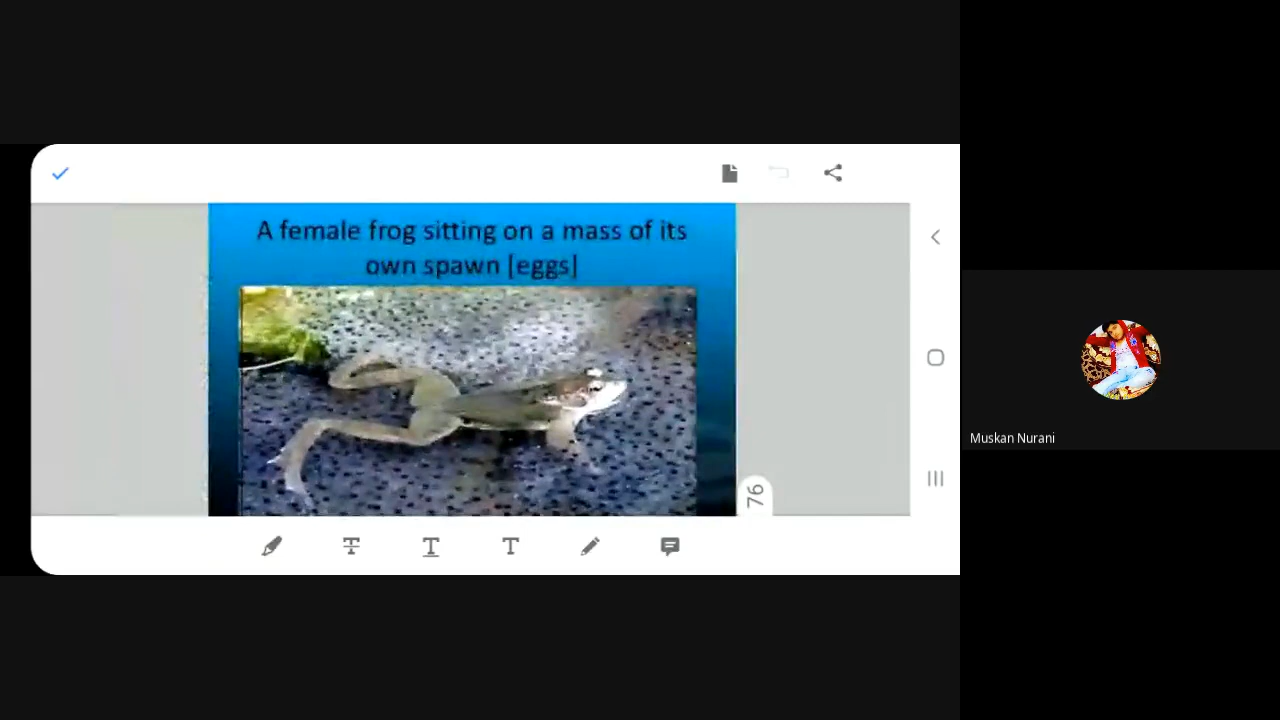 A female frog sitting on a mass of its
own spawn [eggs]
76
Muskan Nurani